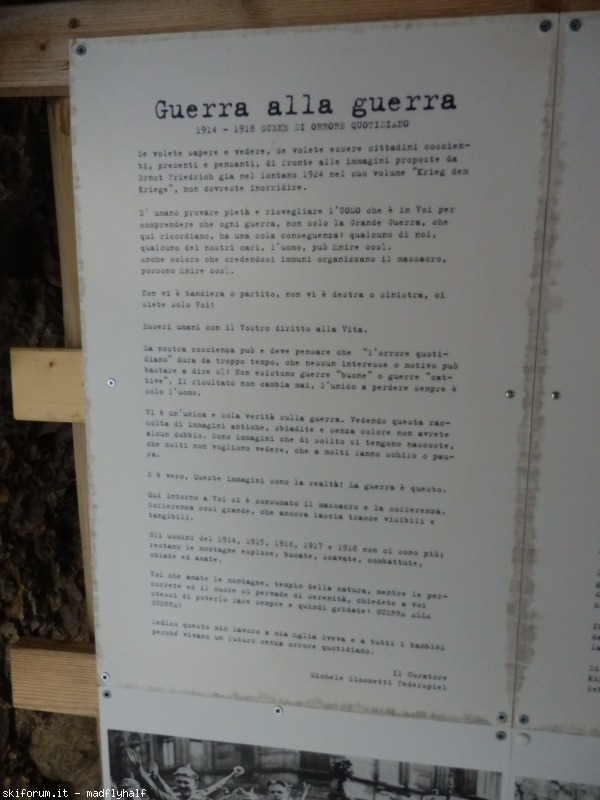 Guerra alla guerra
1914 - 1918 SCENE DI ORRORE QUOTIDIANO
Se volete sapere e vedere, se volete essere cittadini coscien-
ti, presenti e pensanti, di fronte alle immagini proposte da
Ernst Friedrich già nel lontano 1924 nel suo volume "Krieg dem
Kriege", non dovreste inorridire.
E' umano provare pietà e risvegliare l'UOMO che è in Voi per
comprendere che ogni guerra, non solo la Grande Guerra, che
qui ricordiamo, ha una sola conseguenza: qualcuno di noi,
qualcuno dei nostri cari, l'uomo, può finire così.
Anche coloro che credendosi immuni organizzano il massacro,
possono finire così.
Non vi è bandiera o partito, non vi è destra o sinistra, ci
siete solo Voi!
Esseri umani con il Vostro diritto alla Vita.
La nostra coscienza può e deve pensare che "l'orrore quoti-
diano" dura da troppo tempo, che nessun interesse o motivo può
bastare a dire sì! Non esistono guerre "buone" o guerre "cat-
tive". Il risultato non cambia mai, l'unico a perdere sempre è
solo l'uomo.
Vi è un'unica e sola verità sulla guerra. Vedendo questa rac-
colta di immagini antiche, sbiadite e senza colore non avrete
alcun dubbio. Sono immagini che di solito si tengono nascoste,
che molti non vogliono vedere, che a molti fanno schifo o pau-
ra.
E è vero, Queste immagini sono la realtà! La guerra è questo.
Qui intorno a Voi si è consumato il massacro e la sofferenza.
Sofferenza così grande, che ancora lascia tracce visibili e
tangibili.
Gli uomini del 1914, 1915, 1916, 1917 e 1918 non ci sono più;
restano le montagne esplose, bucate, scavate, combattute,
odiate ed amate.
Voi che amate le montagne, tempio della natura, mentre le per-
correte ed il cuore si pervade di serenità, chiedete a voi
stessi di poterlo fare sempre e quindi gridate! GUERRA ALLA
GUERRA!
Dedico questo mio lavoro a mia figlia Sveva e a tutti i bambini
perché vivano un futuro senza orrore quotidiano.
Il Curatore
Michele Simonetti Federspiel
skiforum.it - madflyhalf